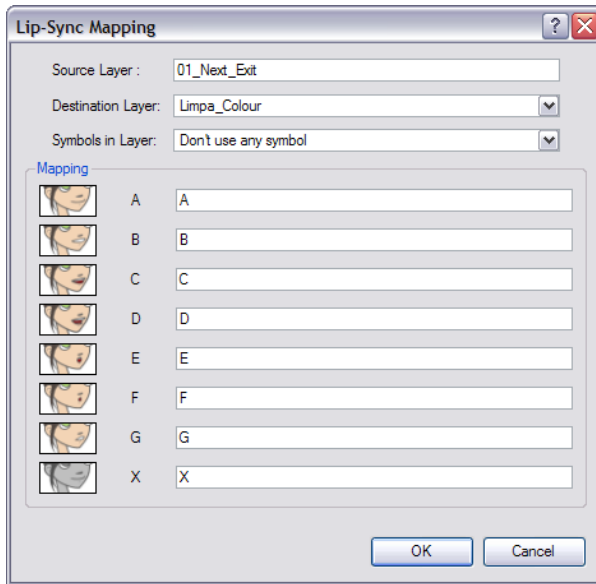 Lip-Sync Mapping
Source Layer : 01_Next_Exit
Destination Layer: Limpa_Colour
Symbols in Layer: Don't use any symbol
Mapping
A A
B B
C C
D D
E E
F F
G G
X X
OK Cancel